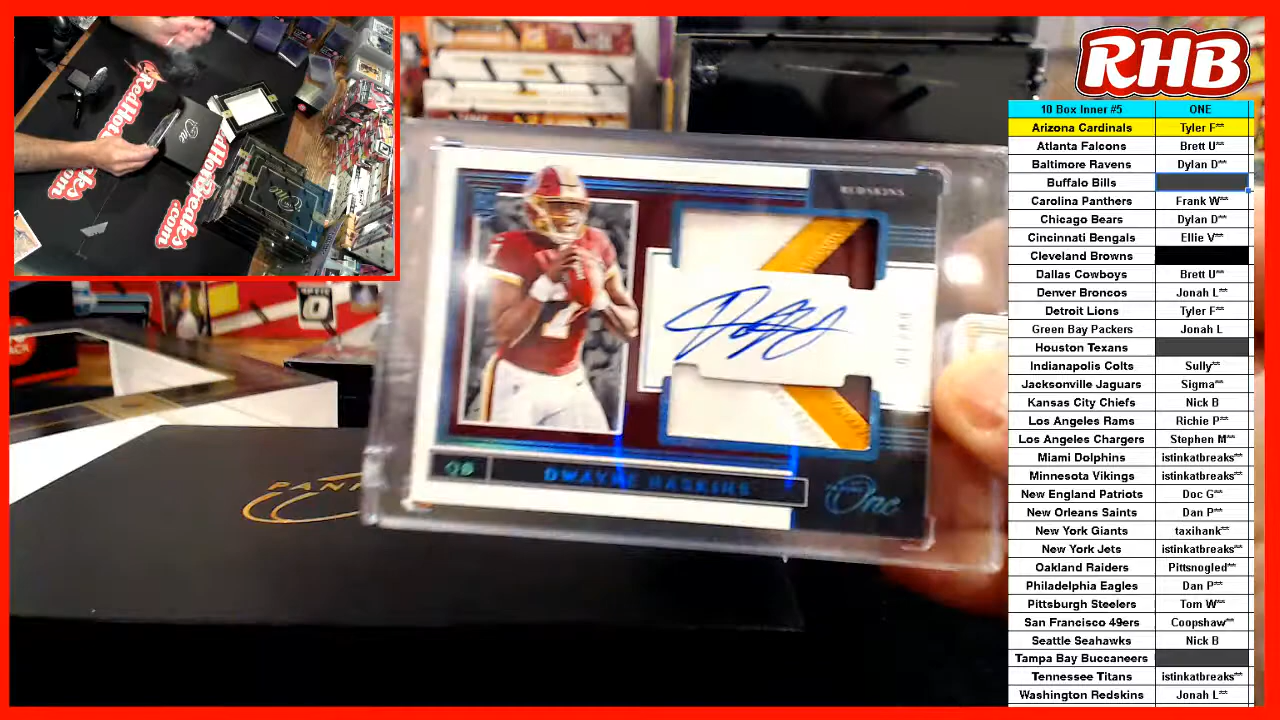 RHB
10 Box Inner #5 ONE
Arizona Cardinals Tyler F**
Atlanta Falcons Brett U**
Baltimore Ravens Dylan D**
Buffalo Bills
Carolina Panthers Frank W**
Chicago Bears Dylan D**
Cincinnati Bengals Ellie V**
Cleveland Browns
Dallas Cowboys Brett U**
Denver Broncos Jonah L**
Detroit Lions Tyler F**
Green Bay Packers Jonah L
Houston Texans
Indianapolis Colts Sully**
Jacksonville Jaguars Sigma**
Kansas City Chiefs Nick B
Los Angeles Rams Richie P**
Los Angeles Chargers Stephen M**
Miami Dolphins istinkatbreaks**
Minnesota Vikings istinkatbreaks**
New England Patriots Doc G**
New Orleans Saints Dan P**
New York Giants taxihank**
New York Jets istinkatbreaks**
Oakland Raiders Pittsnogled**
Philadelphia Eagles Dan P**
Pittsburgh Steelers Tom W**
San Francisco 49ers Coopshaw**
Seattle Seahawks Nick B
Tampa Bay Buccaneers
Tennessee Titans istinkatbreaks**
Washington Redskins Jonah L**
REDSKINS
7
QB
DWAYNE HASKINS
One
PANI
RedHot
.com